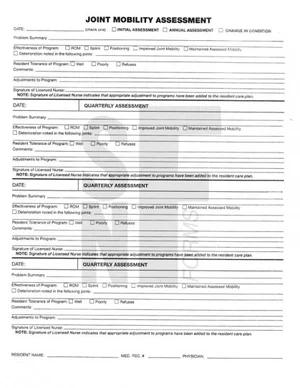 JOINT MOBILITY ASSESSMENT
DATE: (check one) ☐ INITIAL ASSESSMENT ☐ ANNUAL ASSESSMENT ☐ CHANGE IN CONDITION
Problem Summary
Effectiveness of Program: ☐ ROM ☐ Splint ☐ Positioning ☐ Improved Joint Mobility ☐ Maintained Assessed Mobility
☐ Deterioration noted in the following joints:
Resident Tolerance of Program: ☐ Well ☐ Poorly ☐ Refuses
Comments:
Adjustments to Program:
Signature of Licensed Nurse:
NOTE: Signature of Licensed Nurse indicates that appropriate adjustment to programs have been added to the resident care plan.
DATE: QUARTERLY ASSESSMENT
Problem Summary:
Effectiveness of Program: ☐ ROM ☐ Splint ☐ Positioning ☐ Improved Joint Mobility ☐ Maintained Assessed Mobility
☐ Deterioration noted in the following joints:
Resident Tolerance of Program: ☐ Well ☐ Poorly ☐ Refuses
Comments:
Adjustments to Program:
Signature of Licensed Nurse:
NOTE: Signature of Licensed Nurse indicates that appropriate adjustment to programs have been added to the resident care plan.
DATE: QUARTERLY ASSESSMENT
Problem Summary:
Effectiveness of Program: ☐ ROM ☐ Splint ☐ Positioning ☐ Improved Joint Mobility ☐ Maintained Assessed Mobility
☐ Deterioration noted in the following joints:
Resident Tolerance of Program: ☐ Well ☐ Poorly ☐ Refuses
Comments:
Adjustments to Program:
Signature of Licensed Nurse:
NOTE: Signature of Licensed Nurse indicates that appropriate adjustments to programs have been added to the resident care plan.
DATE: QUARTERLY ASSESSMENT
Problem Summary:
Effectiveness of Program: ☐ ROM ☐ Splint ☐ Positioning ☐ Improved Joint Mobility ☐ Maintained Assessed Mobility
☐ Deterioration noted in the following joints:
Resident Tolerance of Program: ☐ Well ☐ Poorly ☐ Refuses
Comments:
Adjustments to Program:
Signature of Licensed Nurse:
NOTE: Signature of Licensed Nurse indicates that appropriate adjustments to programs have been added to the resident care plan.
RESIDENT NAME: MED. REC. # PHYSICIAN:
FORMS